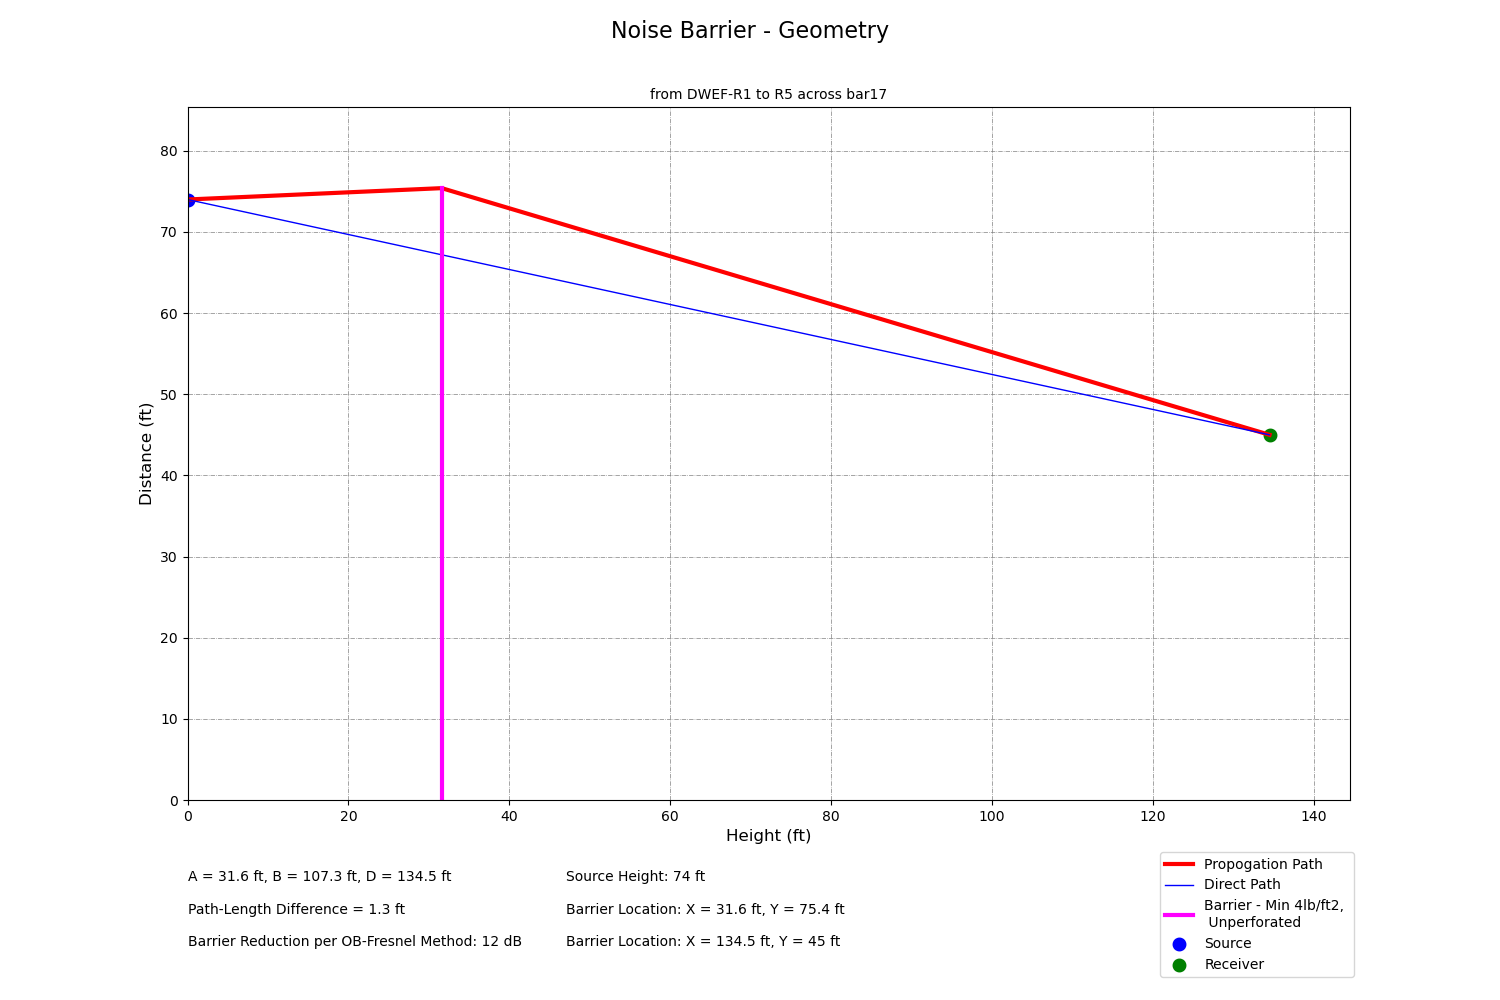 Noise Barrier - Geometry
from DWEF-R1 to R5 across bar17
80
70
60
50
40
30
20
10
0
Distance (ft)
0 20 40 60 80 100 120 140
Height (ft)
A = 31.6 ft, B = 107.3 ft, D = 134.5 ft
Path-Length Difference = 1.3 ft
Barrier Reduction per OB-Fresnel Method: 12 dB
Source Height: 74 ft
Barrier Location: X = 31.6 ft, Y = 75.4 ft
Barrier Location: X = 134.5 ft, Y = 45 ft
Propogation Path
Direct Path
Barrier - Min 4lb/ft2,
Unperforated
Source
Receiver